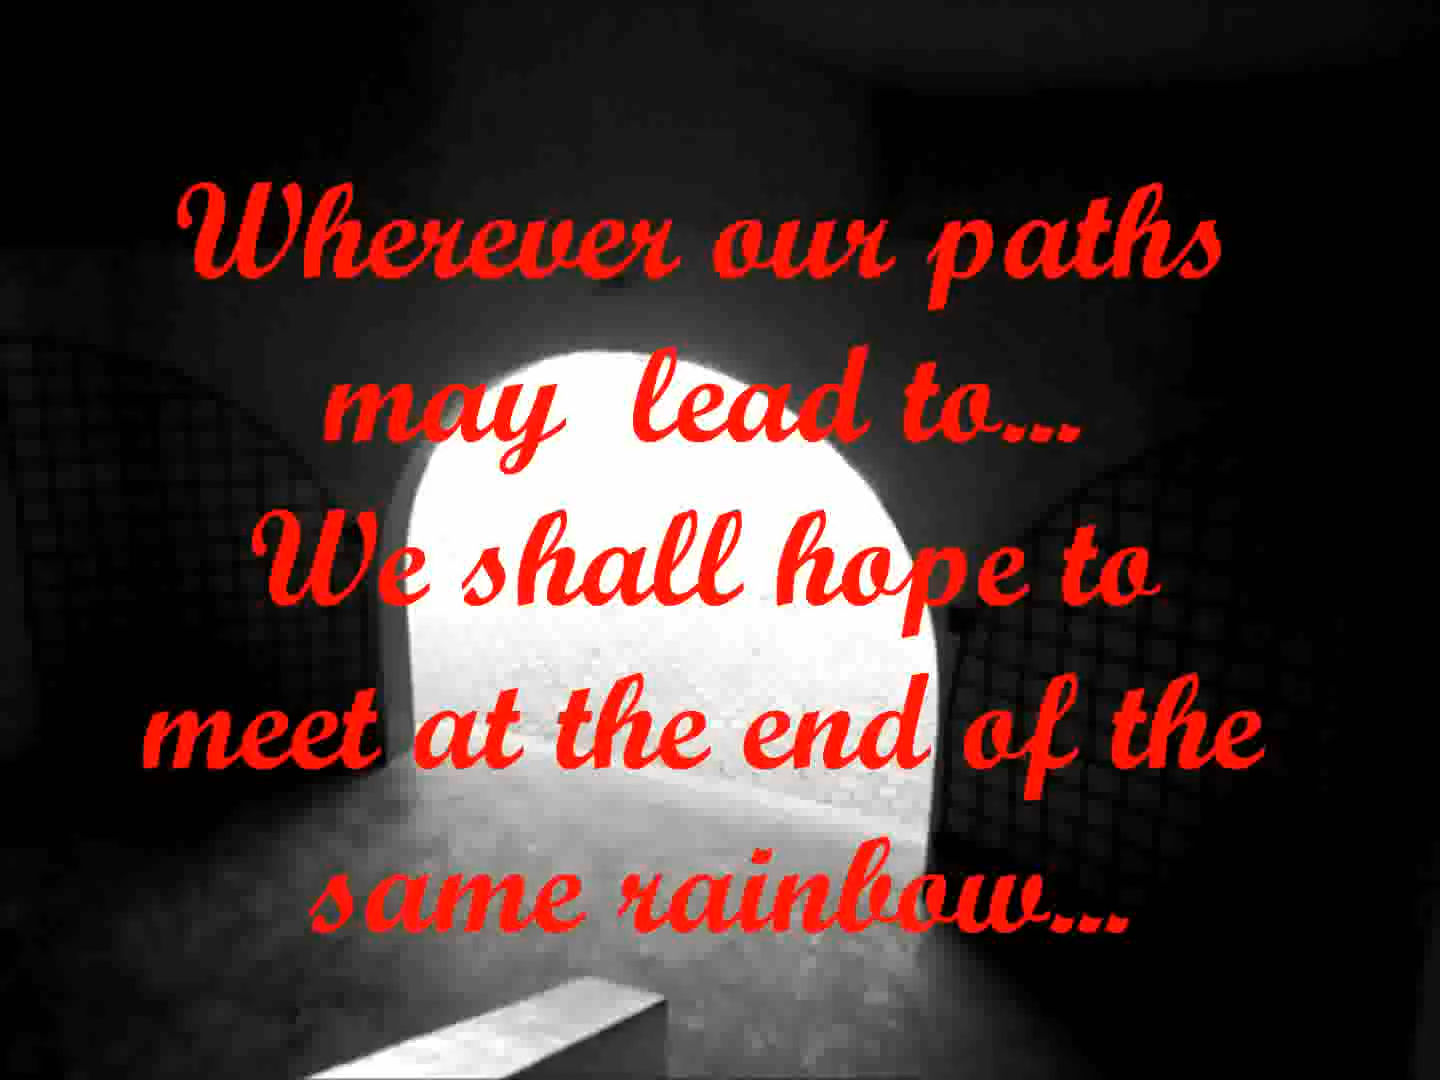 Wherever our paths
may lead to...
We shall hope to
meet at the end of the
same rainbow...